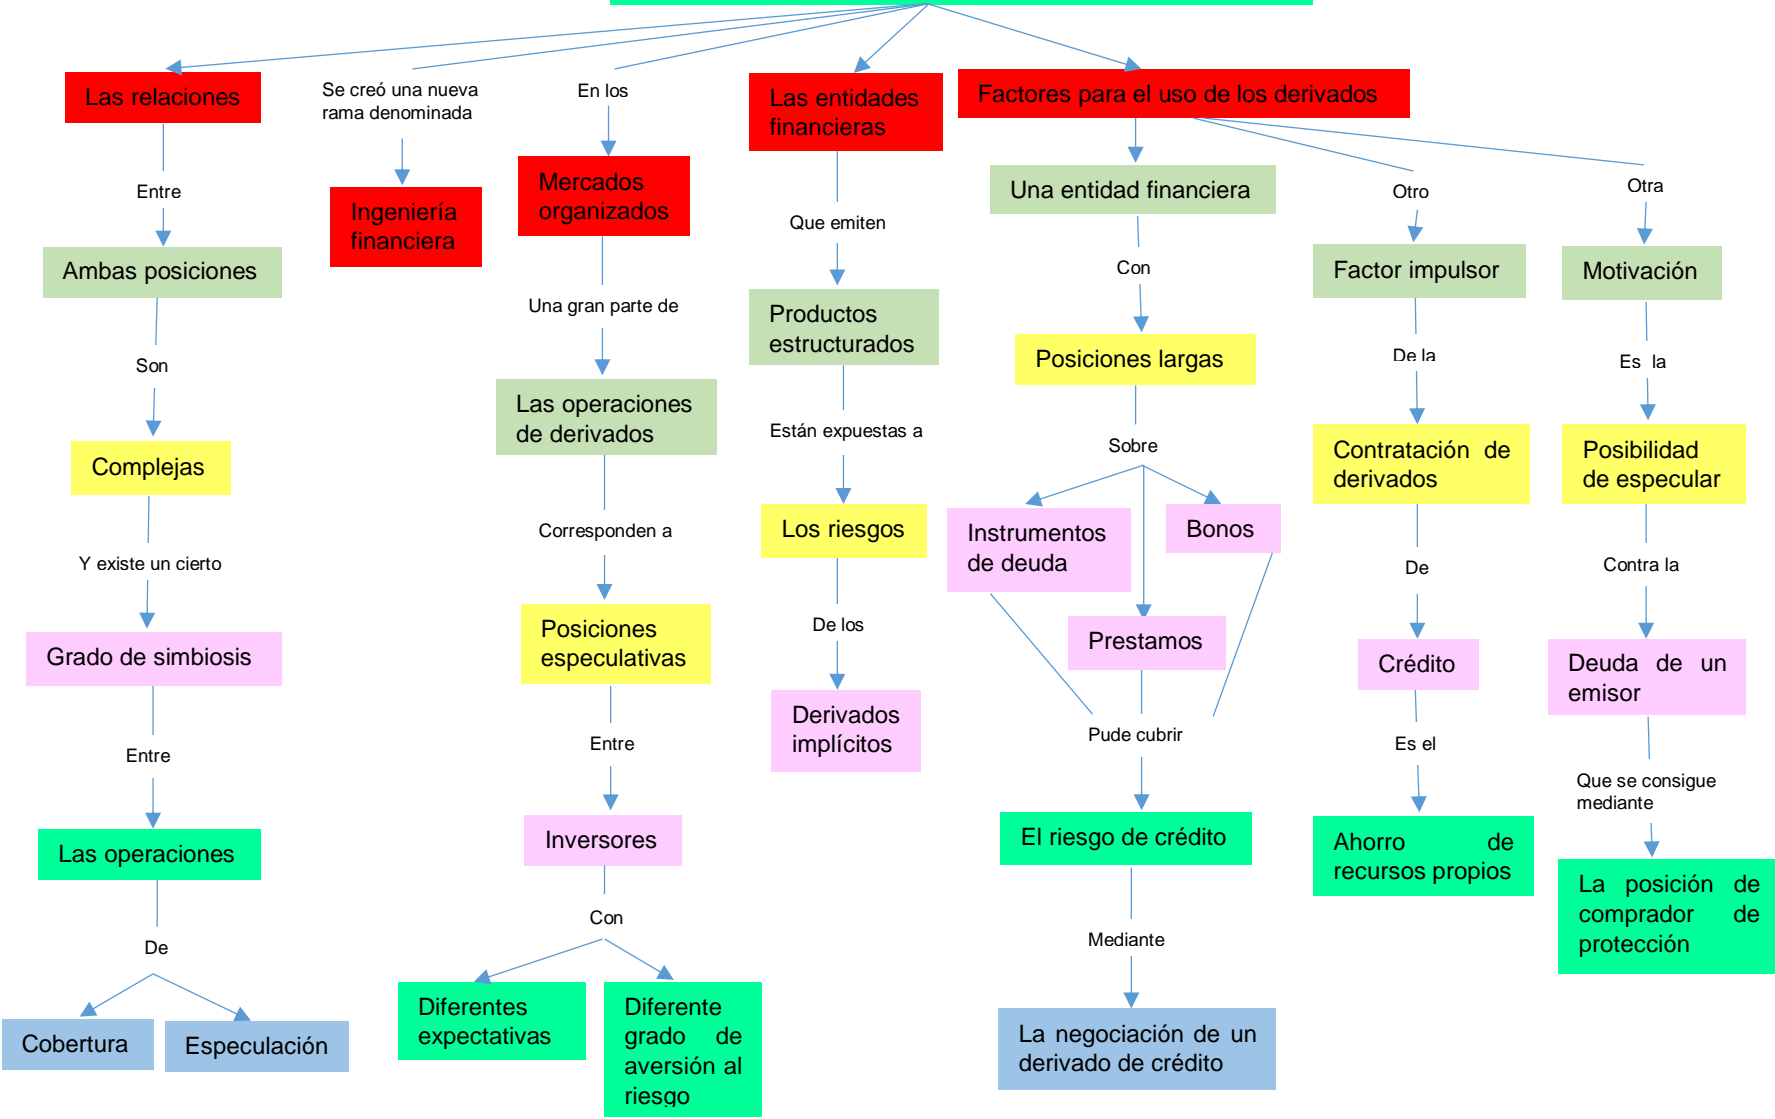 Las relaciones
Entre
Ambas posiciones
Son
Complejas
Y existe un cierto
Grado de simbiosis
Entre
Las operaciones
De
Cobertura
Especulación
Se creó una nueva
rama denominada
Ingeniería
financiera
En los
Mercados
organizados
Una gran parte de
Las operaciones
de derivados
Corresponden a
Posiciones
especulativas
Entre
Inversores
Con
Diferentes
expectativas
Diferente
grado de
aversión al
riesgo
Las entidades
financieras
Que emiten
Productos
estructurados
Están expuestas a
Los riesgos
De los
Derivados
implícitos
Factores para el uso de los derivados
Una entidad financiera
Con
Posiciones largas
Sobre
Instrumentos
de deuda
Prestamos
Bonos
Pude cubrir
El riesgo de crédito
Mediante
La negociación de un
derivado de crédito
Otro
Factor impulsor
De la
Contratación de
derivados
De
Crédito
Es el
Ahorro de
recursos propios
Otra
Motivación
Es la
Posibilidad
de especular
Contra la
Deuda de un
emisor
Que se consigue
mediante
La posición de
comprador de
protección